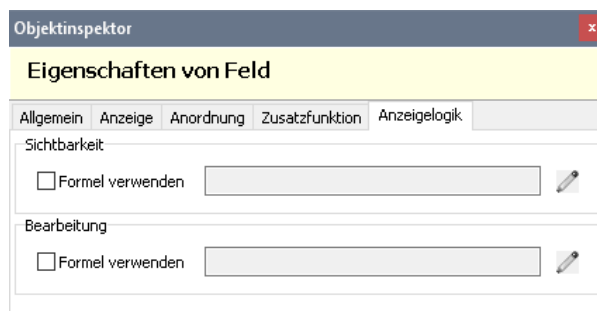 Objektinspektor x
Eigenschaften von Feld
Allgemein Anzeige Anordnung Zusatzfunktion Anzeigelogik
Sichtbarkeit
Formel verwenden
Bearbeitung
Formel verwenden